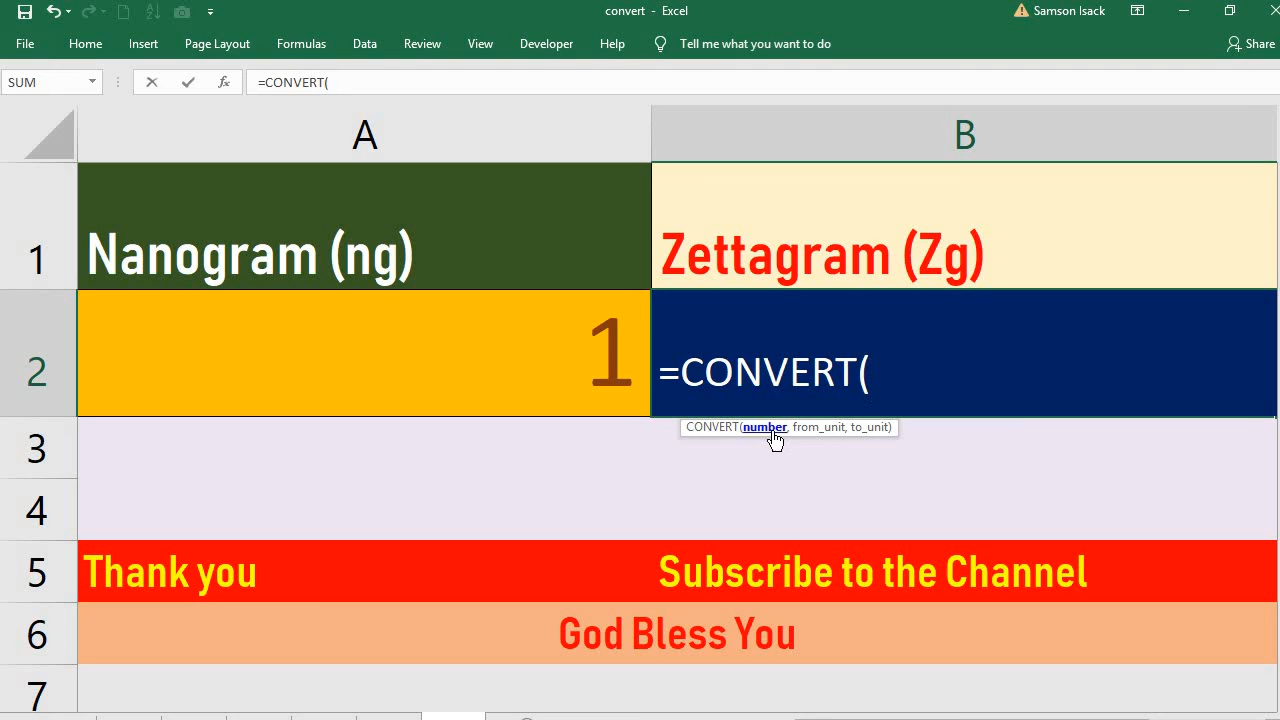 convert - Excel
Samson Isack
File Home Insert Page Layout Formulas Data Review View Developer Help Tell me what you want to do Share
SUM fx =CONVERT(
A B
1 Nanogram (ng) Zettagram (Zg)
2 1 =CONVERT(
CONVERT(number, from_unit, to_unit)
3
4
5 Thank you Subscribe to the Channel
6 God Bless You
7